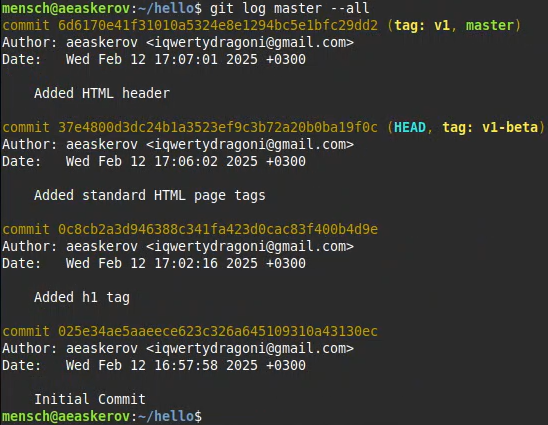 mensch@aeaskerov:~/hello$ git log master --all
commit 6d6170e41f31010a5324e8e1294bc5e1bfc29dd2 (tag: v1, master)
Author: aeaskerov <iqwertydragoni@gmail.com>
Date:   Wed Feb 12 17:07:01 2025 +0300
    Added HTML header
commit 37e4800d3dc24b1a3523ef9c3b72a20b0ba19f0c (HEAD, tag: v1-beta)
Author: aeaskerov <iqwertydragoni@gmail.com>
Date:   Wed Feb 12 17:06:02 2025 +0300
    Added standard HTML page tags
commit 0c8cb2a3d946388c341fa423d0cac83f400b4d9e
Author: aeaskerov <iqwertydragoni@gmail.com>
Date:   Wed Feb 12 17:02:16 2025 +0300
    Added h1 tag
commit 025e34ae5aaeece623c326a645109310a43130ec
Author: aeaskerov <iqwertydragoni@gmail.com>
Date:   Wed Feb 12 16:57:58 2025 +0300
    Initial Commit
mensch@aeaskerov:~/hello$